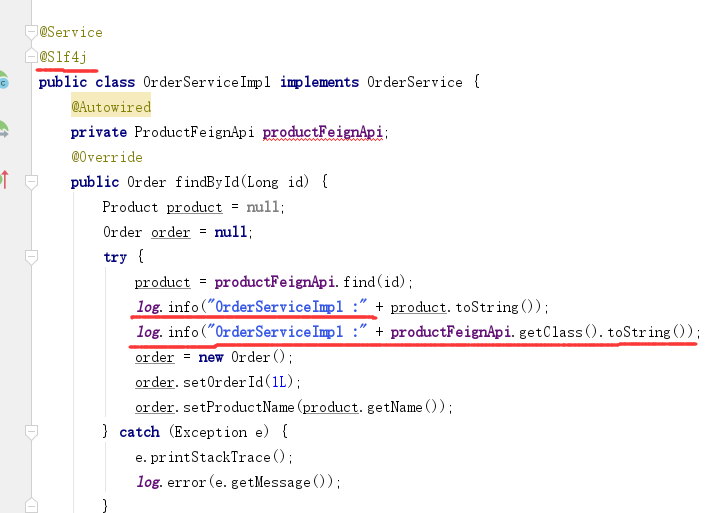 @Service
@Slf4j
public class OrderServiceImpl implements OrderService {
@Autowired
private ProductFeignApi productFeignApi;
@Override
public Order findById(Long id) {
Product product = null;
Order order = null;
try {
product = productFeignApi.find(id);
log.info("OrderServiceImpl :" + product.toString());
log.info("OrderServiceImpl :" + productFeignApi.getClass().toString());
order = new Order();
order.setOrderId(1L);
order.setProductName(product.getName());
} catch (Exception e) {
e.printStackTrace();
log.error(e.getMessage());
}